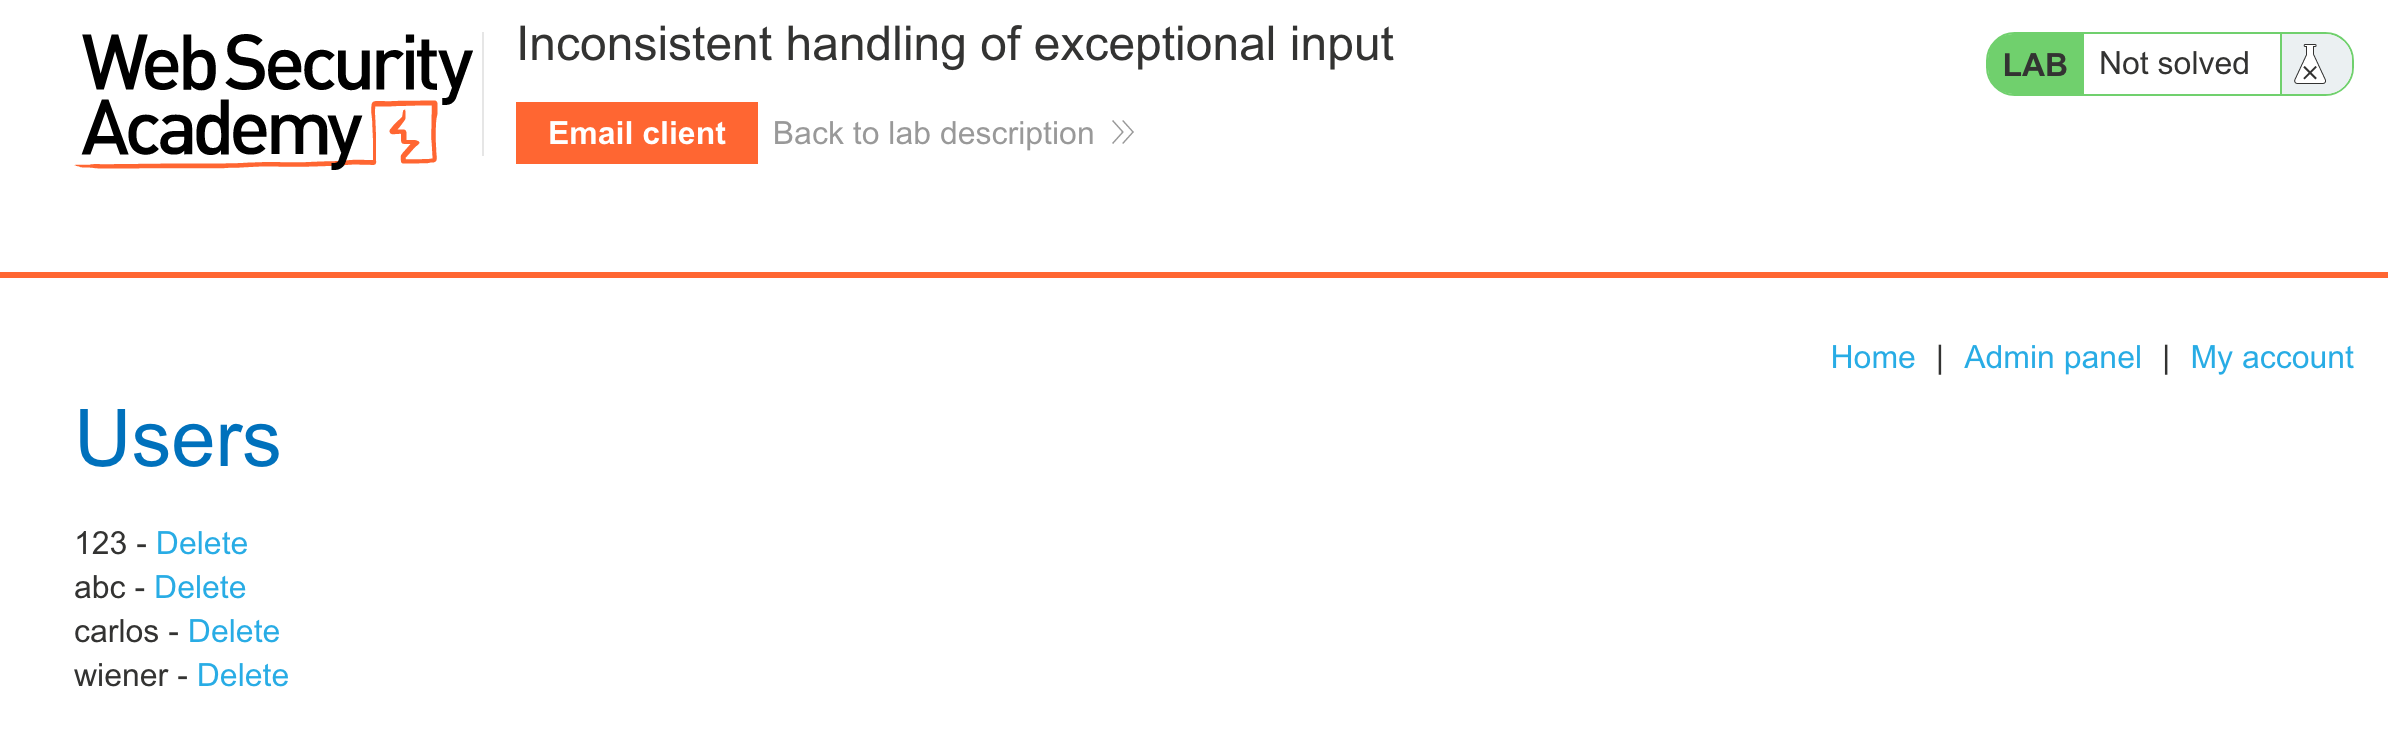 Web Security
Academy
Inconsistent handling of exceptional input
Email client
Back to lab description
LAB
Not solved
Home | Admin panel | My account
Users
123 - Delete
abc - Delete
carlos - Delete
wiener - Delete